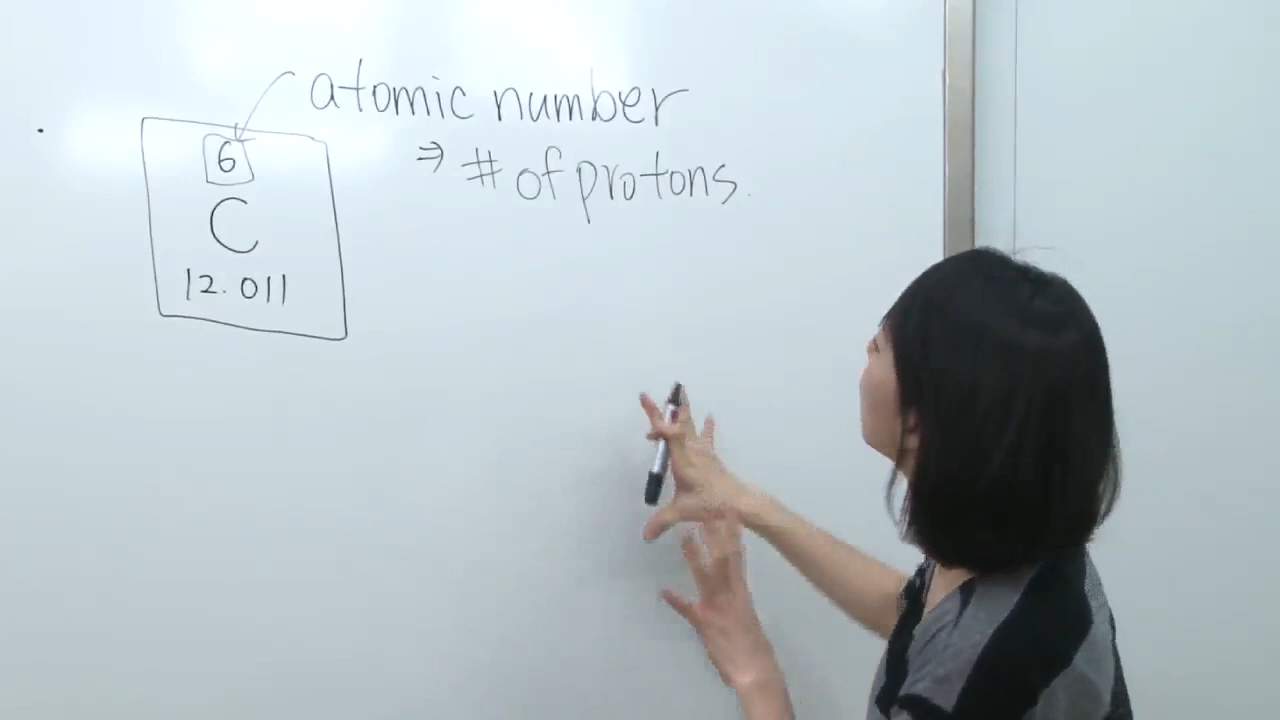 atomic number
⇒ # of protons.
6
C
12.011